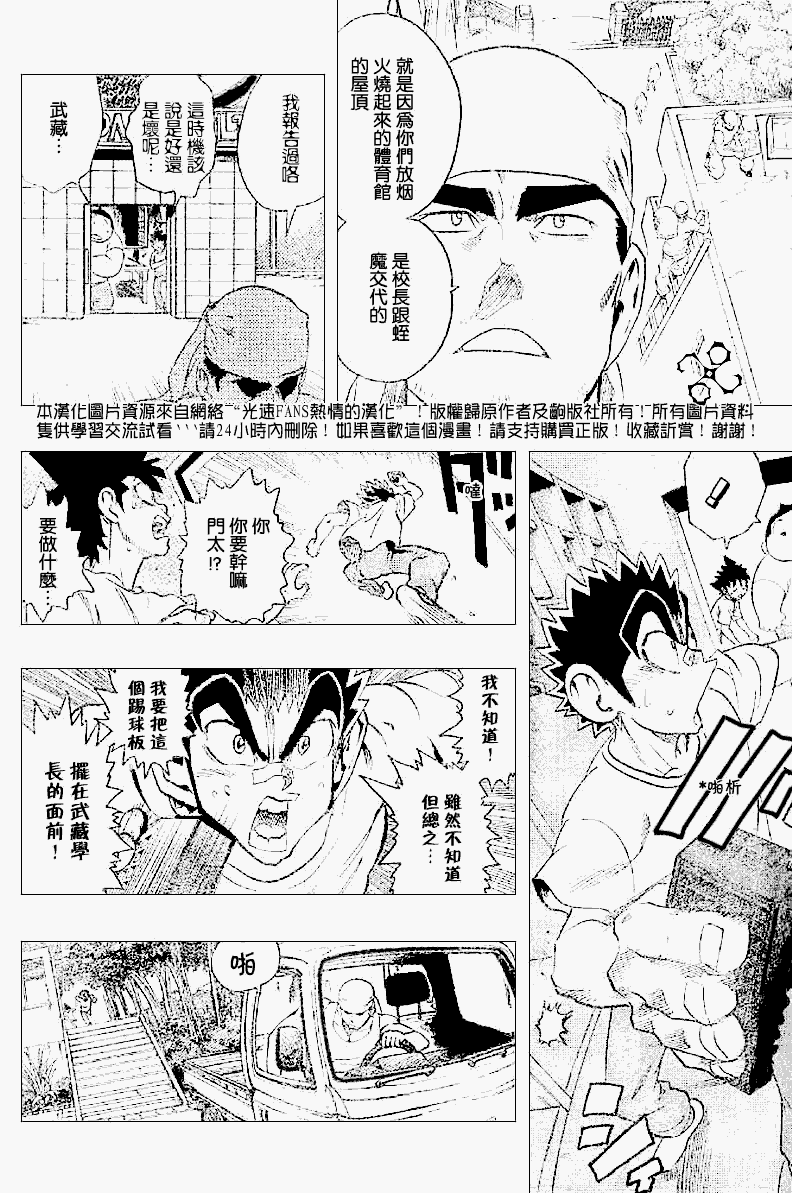 就是因爲你們放烟
火燒起來的體育館
的屋頂
是校長跟蛭
魔交代的
我報告過咯
這時機該
說是好還
是壞呢…
武藏…
本漢化圖片資源來自網絡“光速FANS熱情的漢化”！版權歸原作者及齣版社所有！所有圖片資料
隻供學習交流試看```請24小時內刪除！如果喜歡這個漫畫！請支持購買正版！收藏訢賞！謝謝！
!
*啪析
噠
你
你要幹嘛
門太!?
要做什麼…
我不知道！
雖然不知道
但總之…
我要把這
個踢球板
擺在武藏學
長的面前！
啪